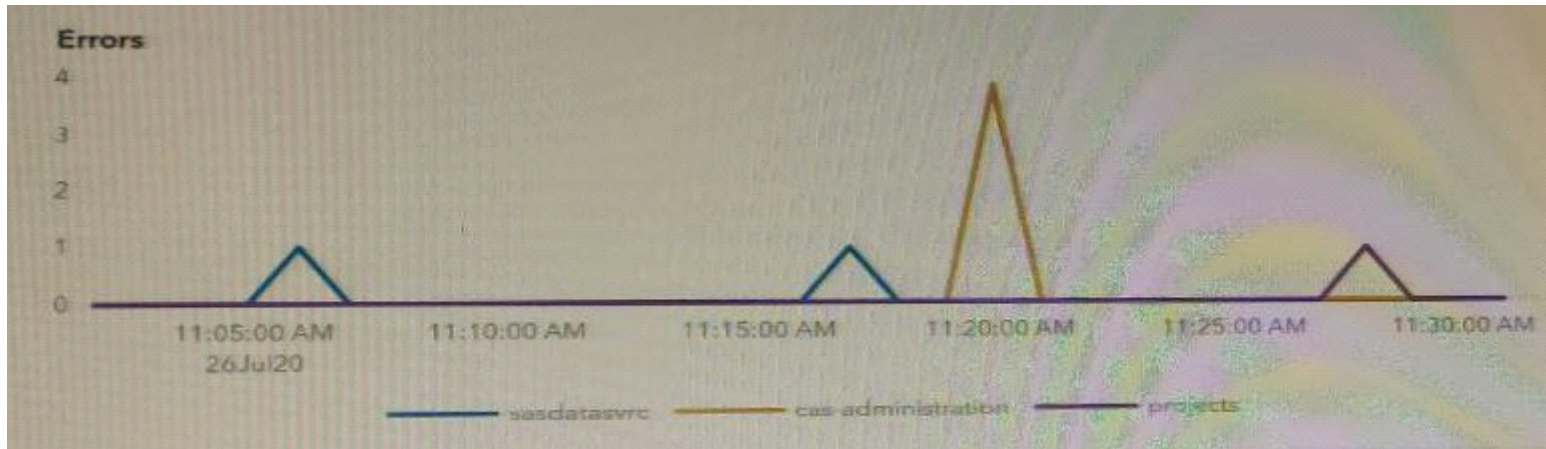 Errors
4
3
2
1
0
11:05:00 AM 11:10:00 AM 11:15:00 AM 11:20:00 AM 11:25:00 AM 11:30:00 AM
26Jul20
sasdatasvrc cas-administration projects